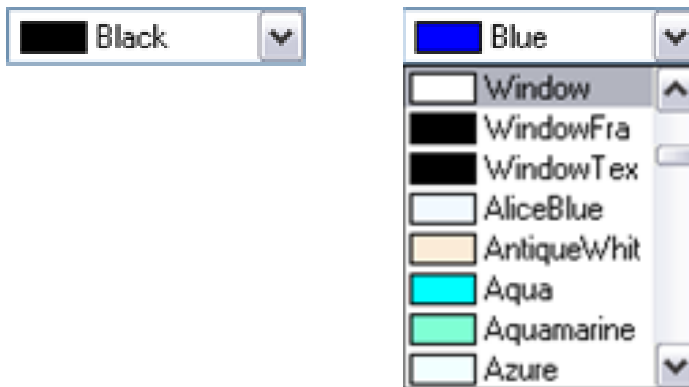 Black
Blue
Window
WindowFra
WindowTex
AliceBlue
AntiqueWhit
Aqua
Aquamarine
Azure